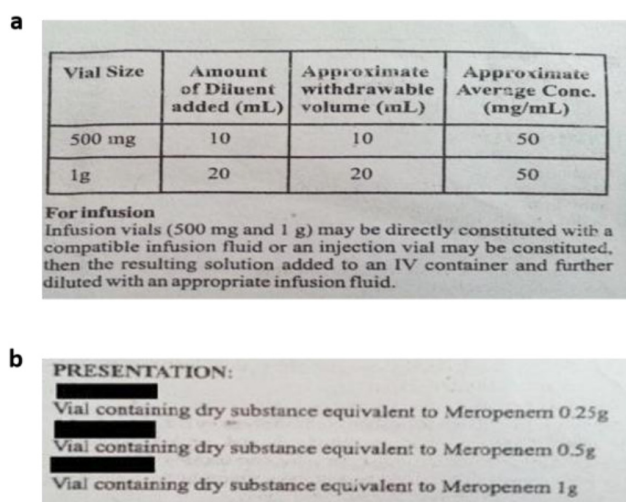 a
Vial Size Amount of Diluent added (mL) Approximate withdrawable volume (mL) Approximate Average Conc. (mg/mL)
500 mg 10 10 50
1g 20 20 50
For infusion
Infusion vials (500 mg and 1 g) may be directly constituted with a
compatible infusion fluid or an injection vial may be constituted,
then the resulting solution added to an IV container and further
diluted with an appropriate infusion fluid.
b
PRESENTATION:
Vial containing dry substance equivalent to Meropenem 0.25g
Vial containing dry substance equivalent to Meropenem 0.5g
Vial containing dry substance equivalent to Meropenem 1g